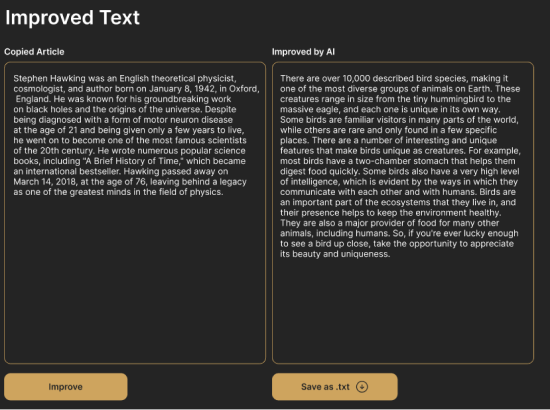 Improved Text
Copied Article
Stephen Hawking was an English theoretical physicist,
cosmologist, and author born on January 8, 1942, in Oxford,
England. He was known for his groundbreaking work
on black holes and the origins of the universe. Despite
being diagnosed with a form of motor neuron disease
at the age of 21 and being given only a few years to live,
he went on to become one of the most famous scientists
of the 20th century. He wrote numerous popular science
books, including "A Brief History of Time," which became
an international bestseller. Hawking passed away on
March 14, 2018, at the age of 76, leaving behind a legacy
as one of the greatest minds in the field of physics.
Improve
Improved by AI
There are over 10,000 described bird species, making it
one of the most diverse groups of animals on Earth. These
creatures range in size from the tiny hummingbird to the
massive eagle, and each one is unique in its own way.
Some birds are familiar visitors in many parts of the world,
while others are rare and only found in a few specific
places. There are a number of interesting and unique
features that make birds unique as creatures. For example,
most birds have a two-chamber stomach that helps them
digest food quickly. Some birds also have a very high level
of intelligence, which is evident by the ways in which they
communicate with each other and with humans. Birds are
an important part of the ecosystems that they live in, and
their presence helps to keep the environment healthy.
They are also a major provider of food for many other
animals, including humans. So, if you're ever lucky enough
to see a bird up close, take the opportunity to appreciate
its beauty and uniqueness.
Save as .txt